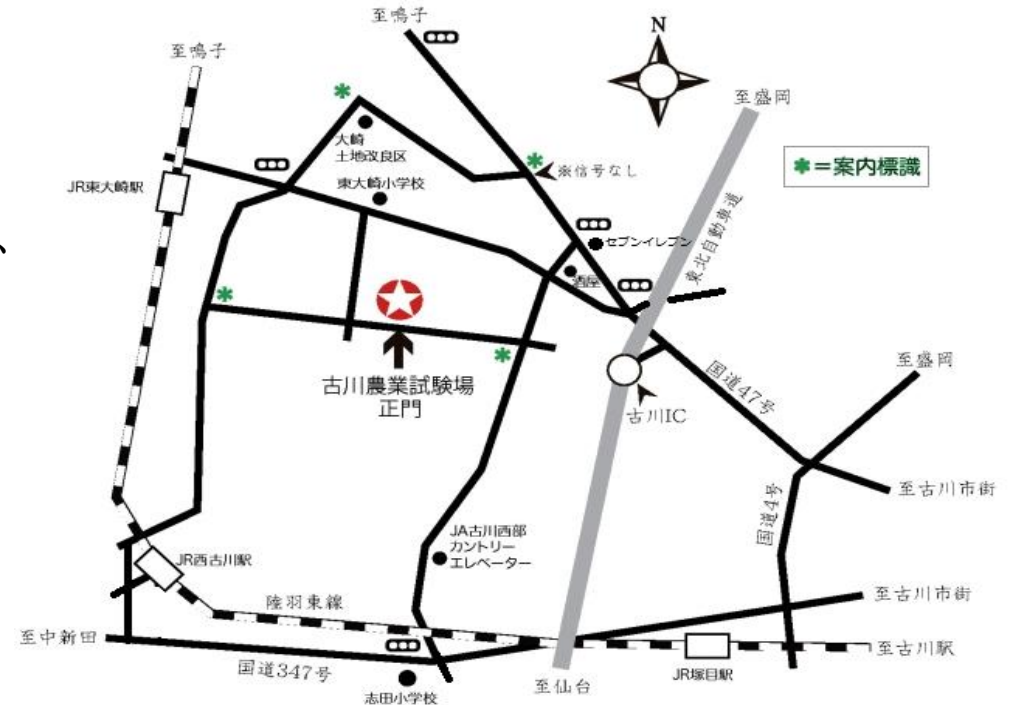 至鳴子
至鳴子
N
至盛岡
大崎
土地改良区
※信号なし
*=案内標識
JR東大崎駅
東大崎小学校
東北自動車道
セブンイレブン
酒屋
古川農業試験場
正門
国道47号
至盛岡
古川IC
至古川市街
国道4号
JA古川西部
カントリー
エレベーター
JR西古川駅
陸羽東線
至古川市街
至中新田
国道347号
至古川駅
JR塚目駅
至仙台
志田小学校
、